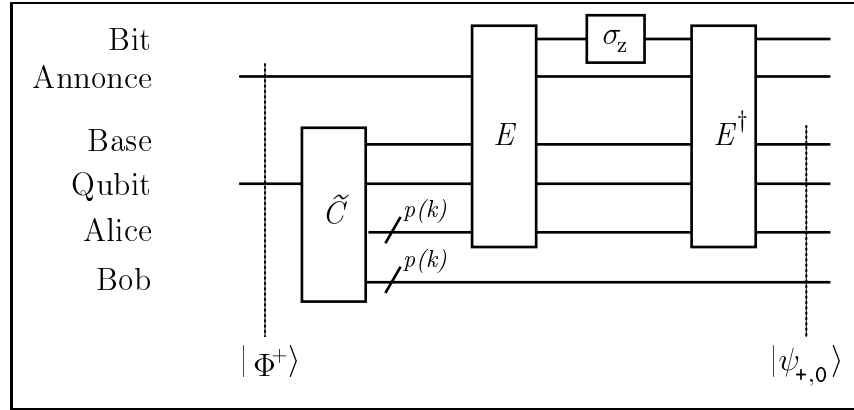 Bit
σz
Annonce
Base
E
E†
Qubit
C̃
p(k)
Alice
p(k)
Bob
| Φ⁺⟩
|ψ+,0⟩